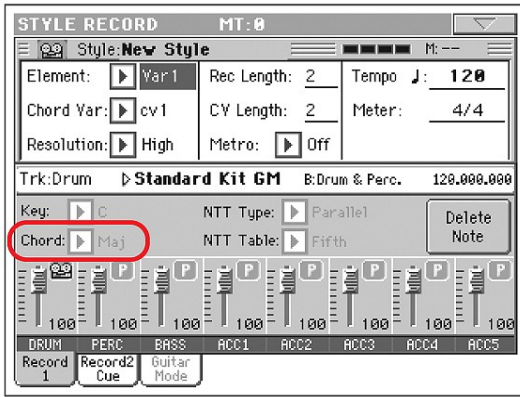 STYLE RECORD MT:0
Style:New Style M:--
Element: Var1 Rec Length: 2 Tempo ♩: 120
Chord Var: cv1 CV Length: 2 Meter: 4/4
Resolution: High Metro: Off
Trk:Drum Standard Kit GM B:Drum & Perc. 120.000.000
Key: C NTT Type: Parallel Delete
Chord: Maj NTT Table: Fifth Note
P P P P P P P
100 100 100 100 100 100 100 100
DRUM PERC BASS ACC1 ACC2 ACC3 ACC4 ACC5
Record Record2 Guitar
1 Cue Mode